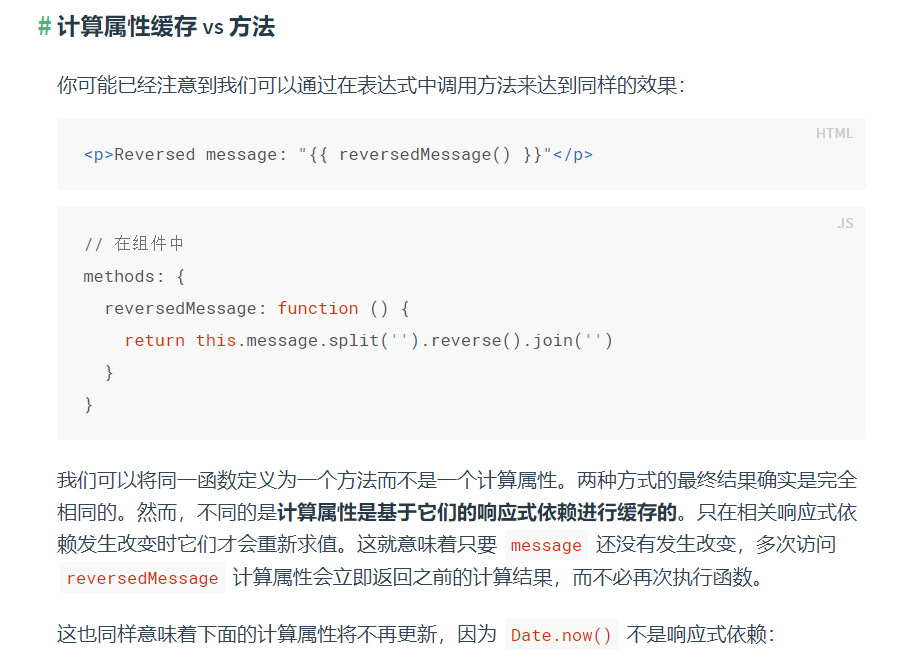 # 计算属性缓存 vs 方法
你可能已经注意到我们可以通过在表达式中调用方法来达到同样的效果：
HTML
<p>Reversed message: "{{ reversedMessage() }}"</p>
JS
// 在组件中
methods: {
  reversedMessage: function () {
    return this.message.split('').reverse().join('')
  }
}
我们可以将同一函数定义为一个方法而不是一个计算属性。两种方式的最终结果确实是完全
相同的。然而，不同的是计算属性是基于它们的响应式依赖进行缓存的。只在相关响应式依
赖发生改变时它们才会重新求值。这就意味着只要 message 还没有发生改变，多次访问
reversedMessage 计算属性会立即返回之前的计算结果，而不必再次执行函数。
这也同样意味着下面的计算属性将不再更新，因为 Date.now() 不是响应式依赖：